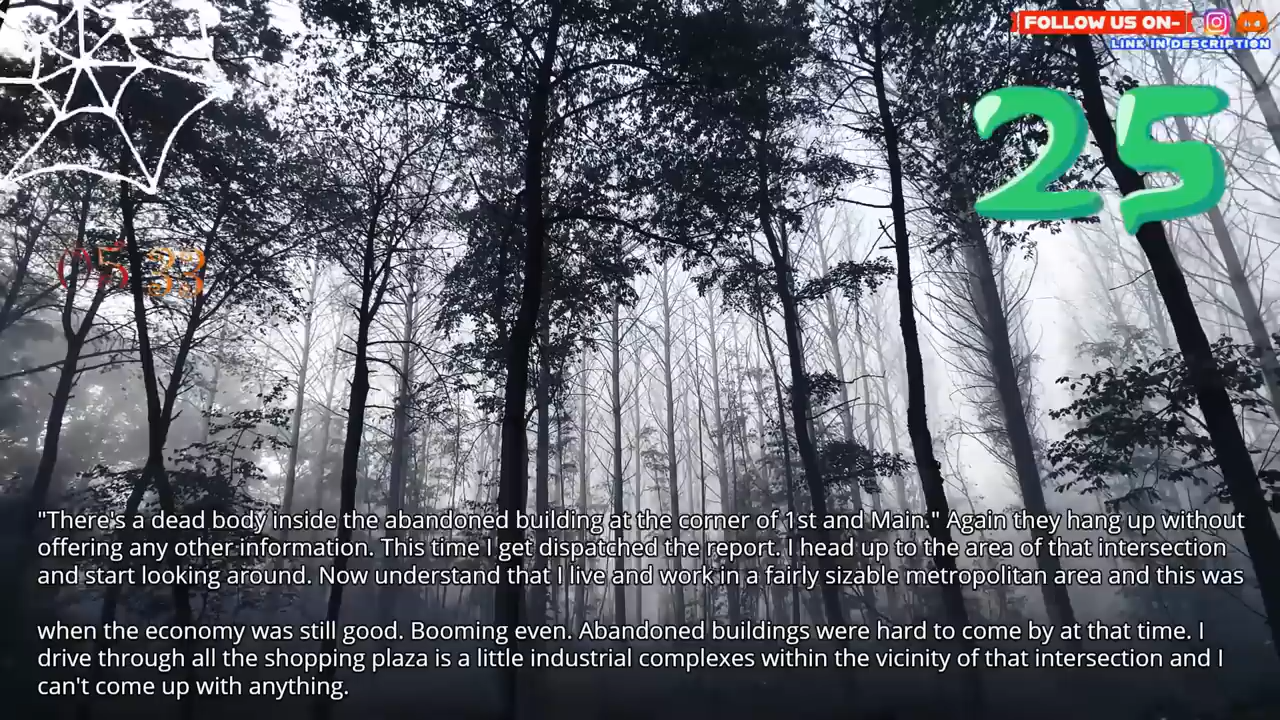 FOLLOW US ON-
LINK IN DESCRIPTION
25
05 33
"There's a dead body inside the abandoned building at the corner of 1st and Main." Again they hang up without
offering any other information. This time I get dispatched the report. I head up to the area of that intersection
and start looking around. Now understand that I live and work in a fairly sizable metropolitan area and this was
when the economy was still good. Booming even. Abandoned buildings were hard to come by at that time. I
drive through all the shopping plaza is a little industrial complexes within the vicinity of that intersection and I
can't come up with anything.